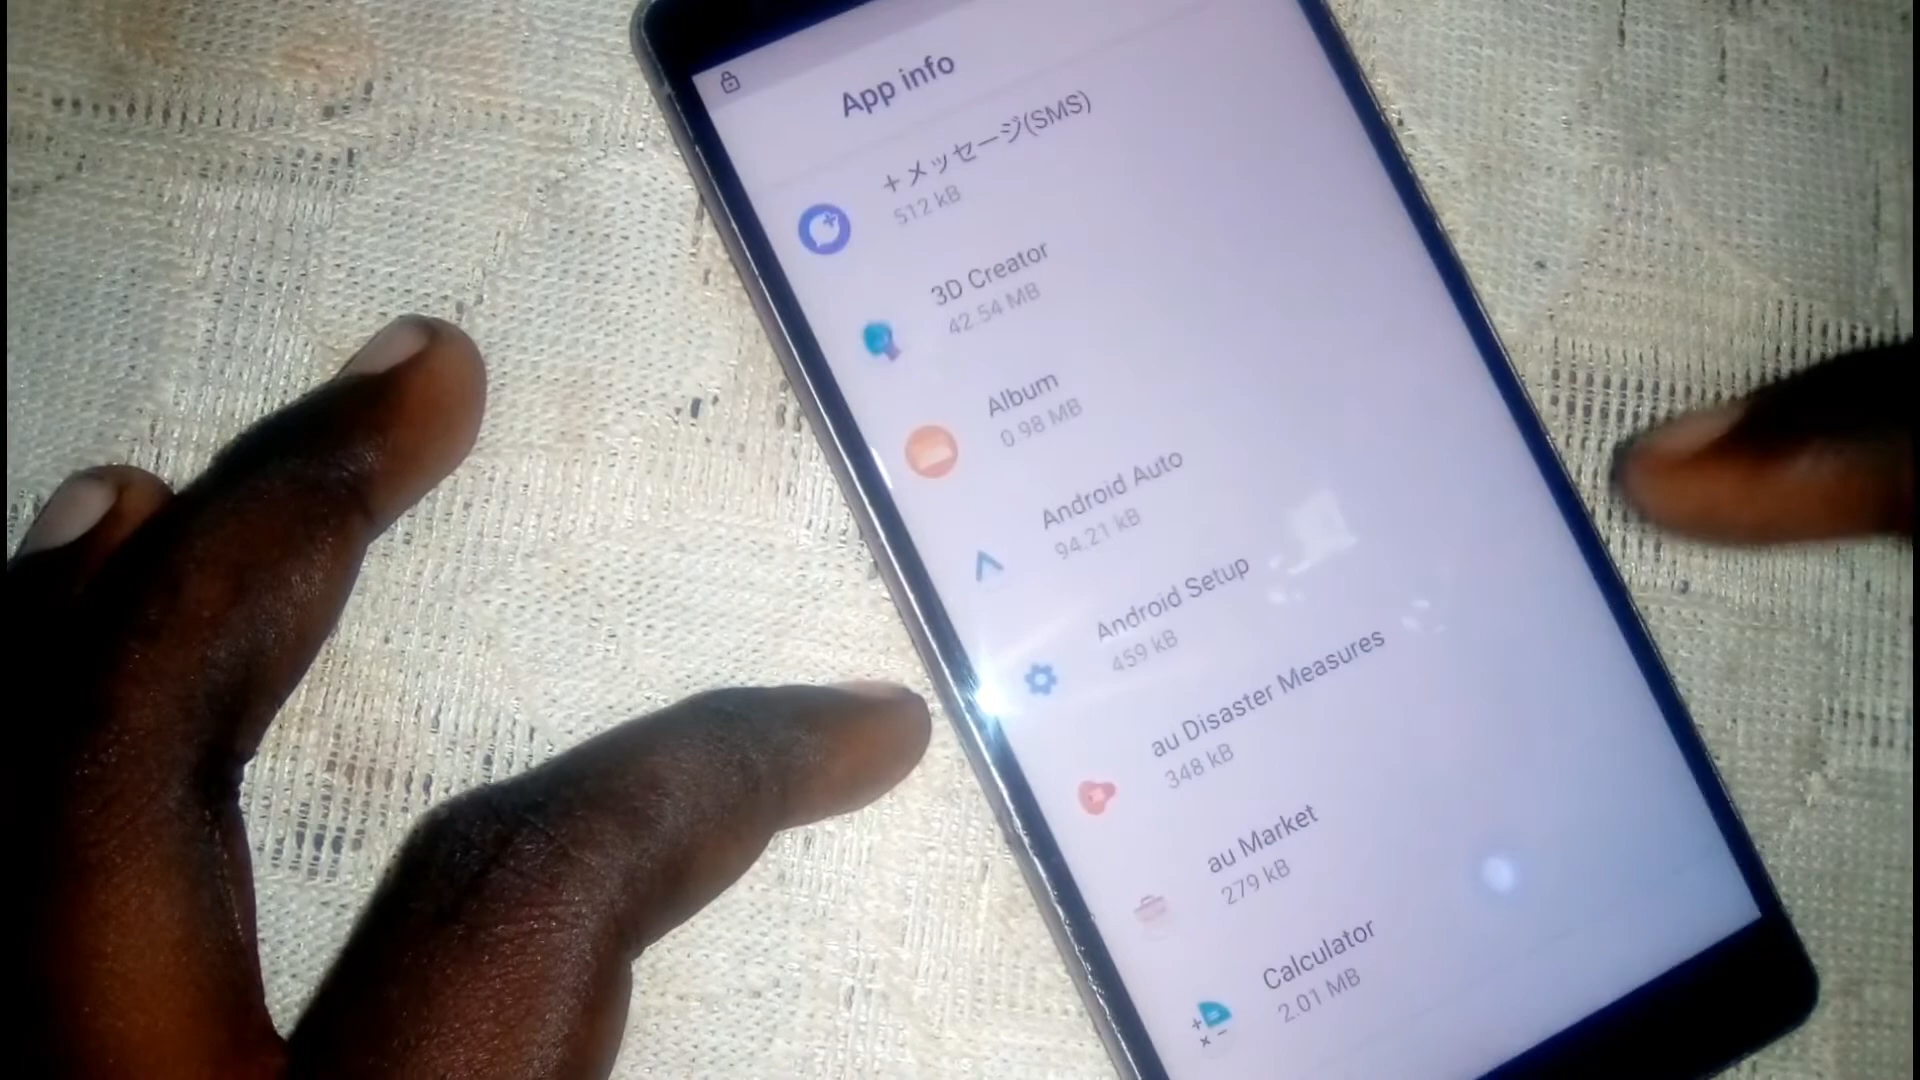 App info
+メッセージ(SMS)
512 kB
3D Creator
42.54 MB
Album
0.98 MB
Android Auto
94.21 kB
Android Setup
459 kB
au Disaster Measures
348 kB
au Market
279 kB
Calculator
2.01 MB